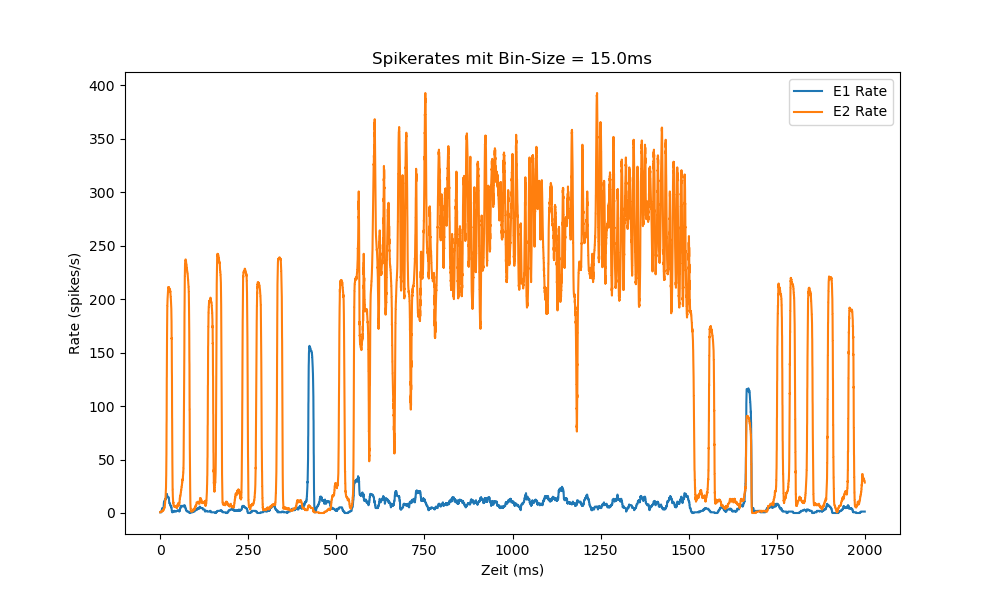 Spikerates mit Bin-Size = 15.0ms
E1 Rate
E2 Rate
400
350
300
250
200
150
100
50
0
Rate (spikes/s)
0 250 500 750 1000 1250 1500 1750 2000
Zeit (ms)